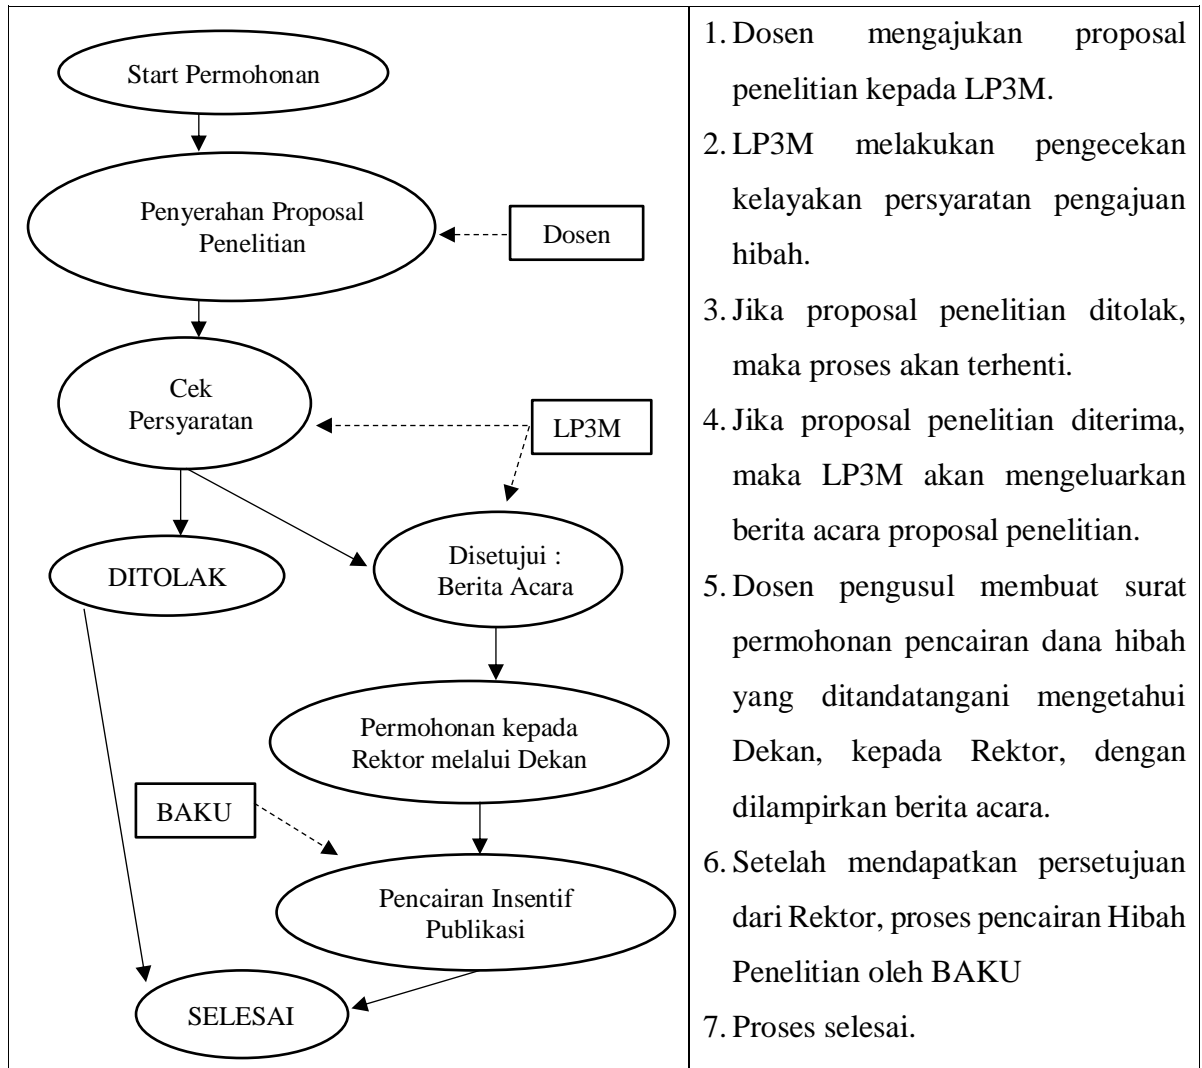 Start Permohonan
Penyerahan Proposal
Penelitian
Dosen
Cek
Persyaratan
LP3M
DITOLAK
Disetujui :
Berita Acara
Permohonan kepada
Rektor melalui Dekan
BAKU
Pencairan Insentif
Publikasi
SELESAI
1. Dosen mengajukan proposal
penelitian kepada LP3M.
2. LP3M melakukan pengecekan
kelayakan persyaratan pengajuan
hibah.
3. Jika proposal penelitian ditolak,
maka proses akan terhenti.
4. Jika proposal penelitian diterima,
maka LP3M akan mengeluarkan
berita acara proposal penelitian.
5. Dosen pengusul membuat surat
permohonan pencairan dana hibah
yang ditandatangani mengetahui
Dekan, kepada Rektor, dengan
dilampirkan berita acara.
6. Setelah mendapatkan persetujuan
dari Rektor, proses pencairan Hibah
Penelitian oleh BAKU
7. Proses selesai.